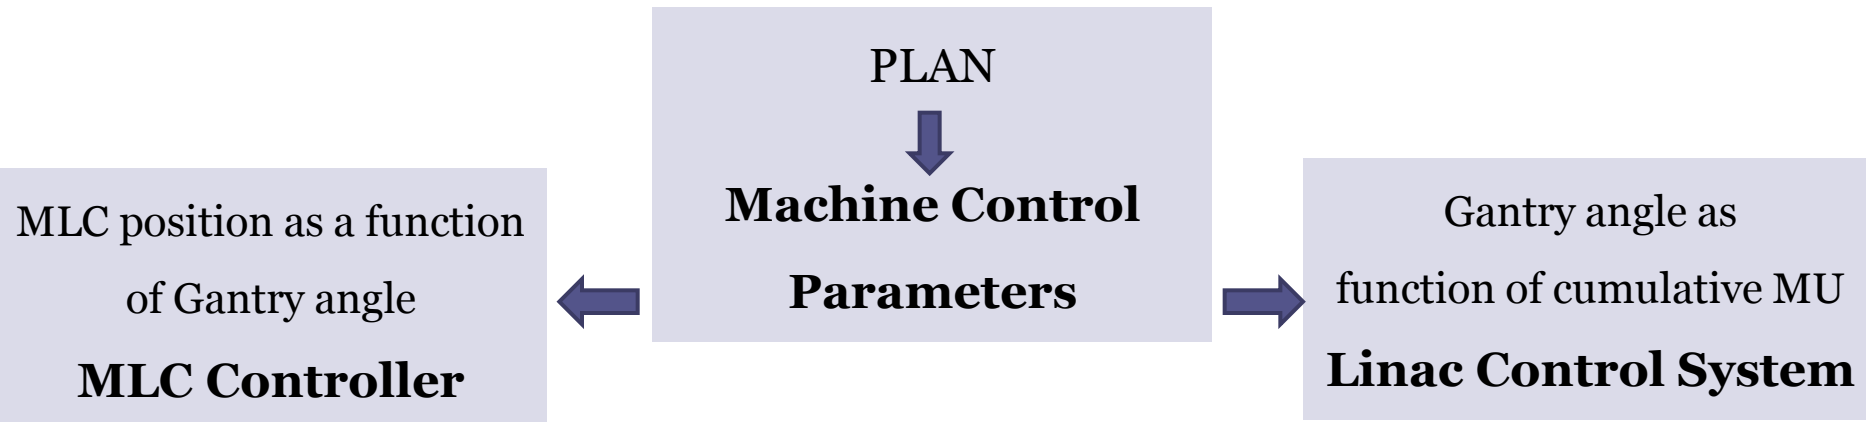 PLAN
Machine Control
Parameters
MLC position as a function
of Gantry angle
MLC Controller
Gantry angle as
function of cumulative MU
Linac Control System